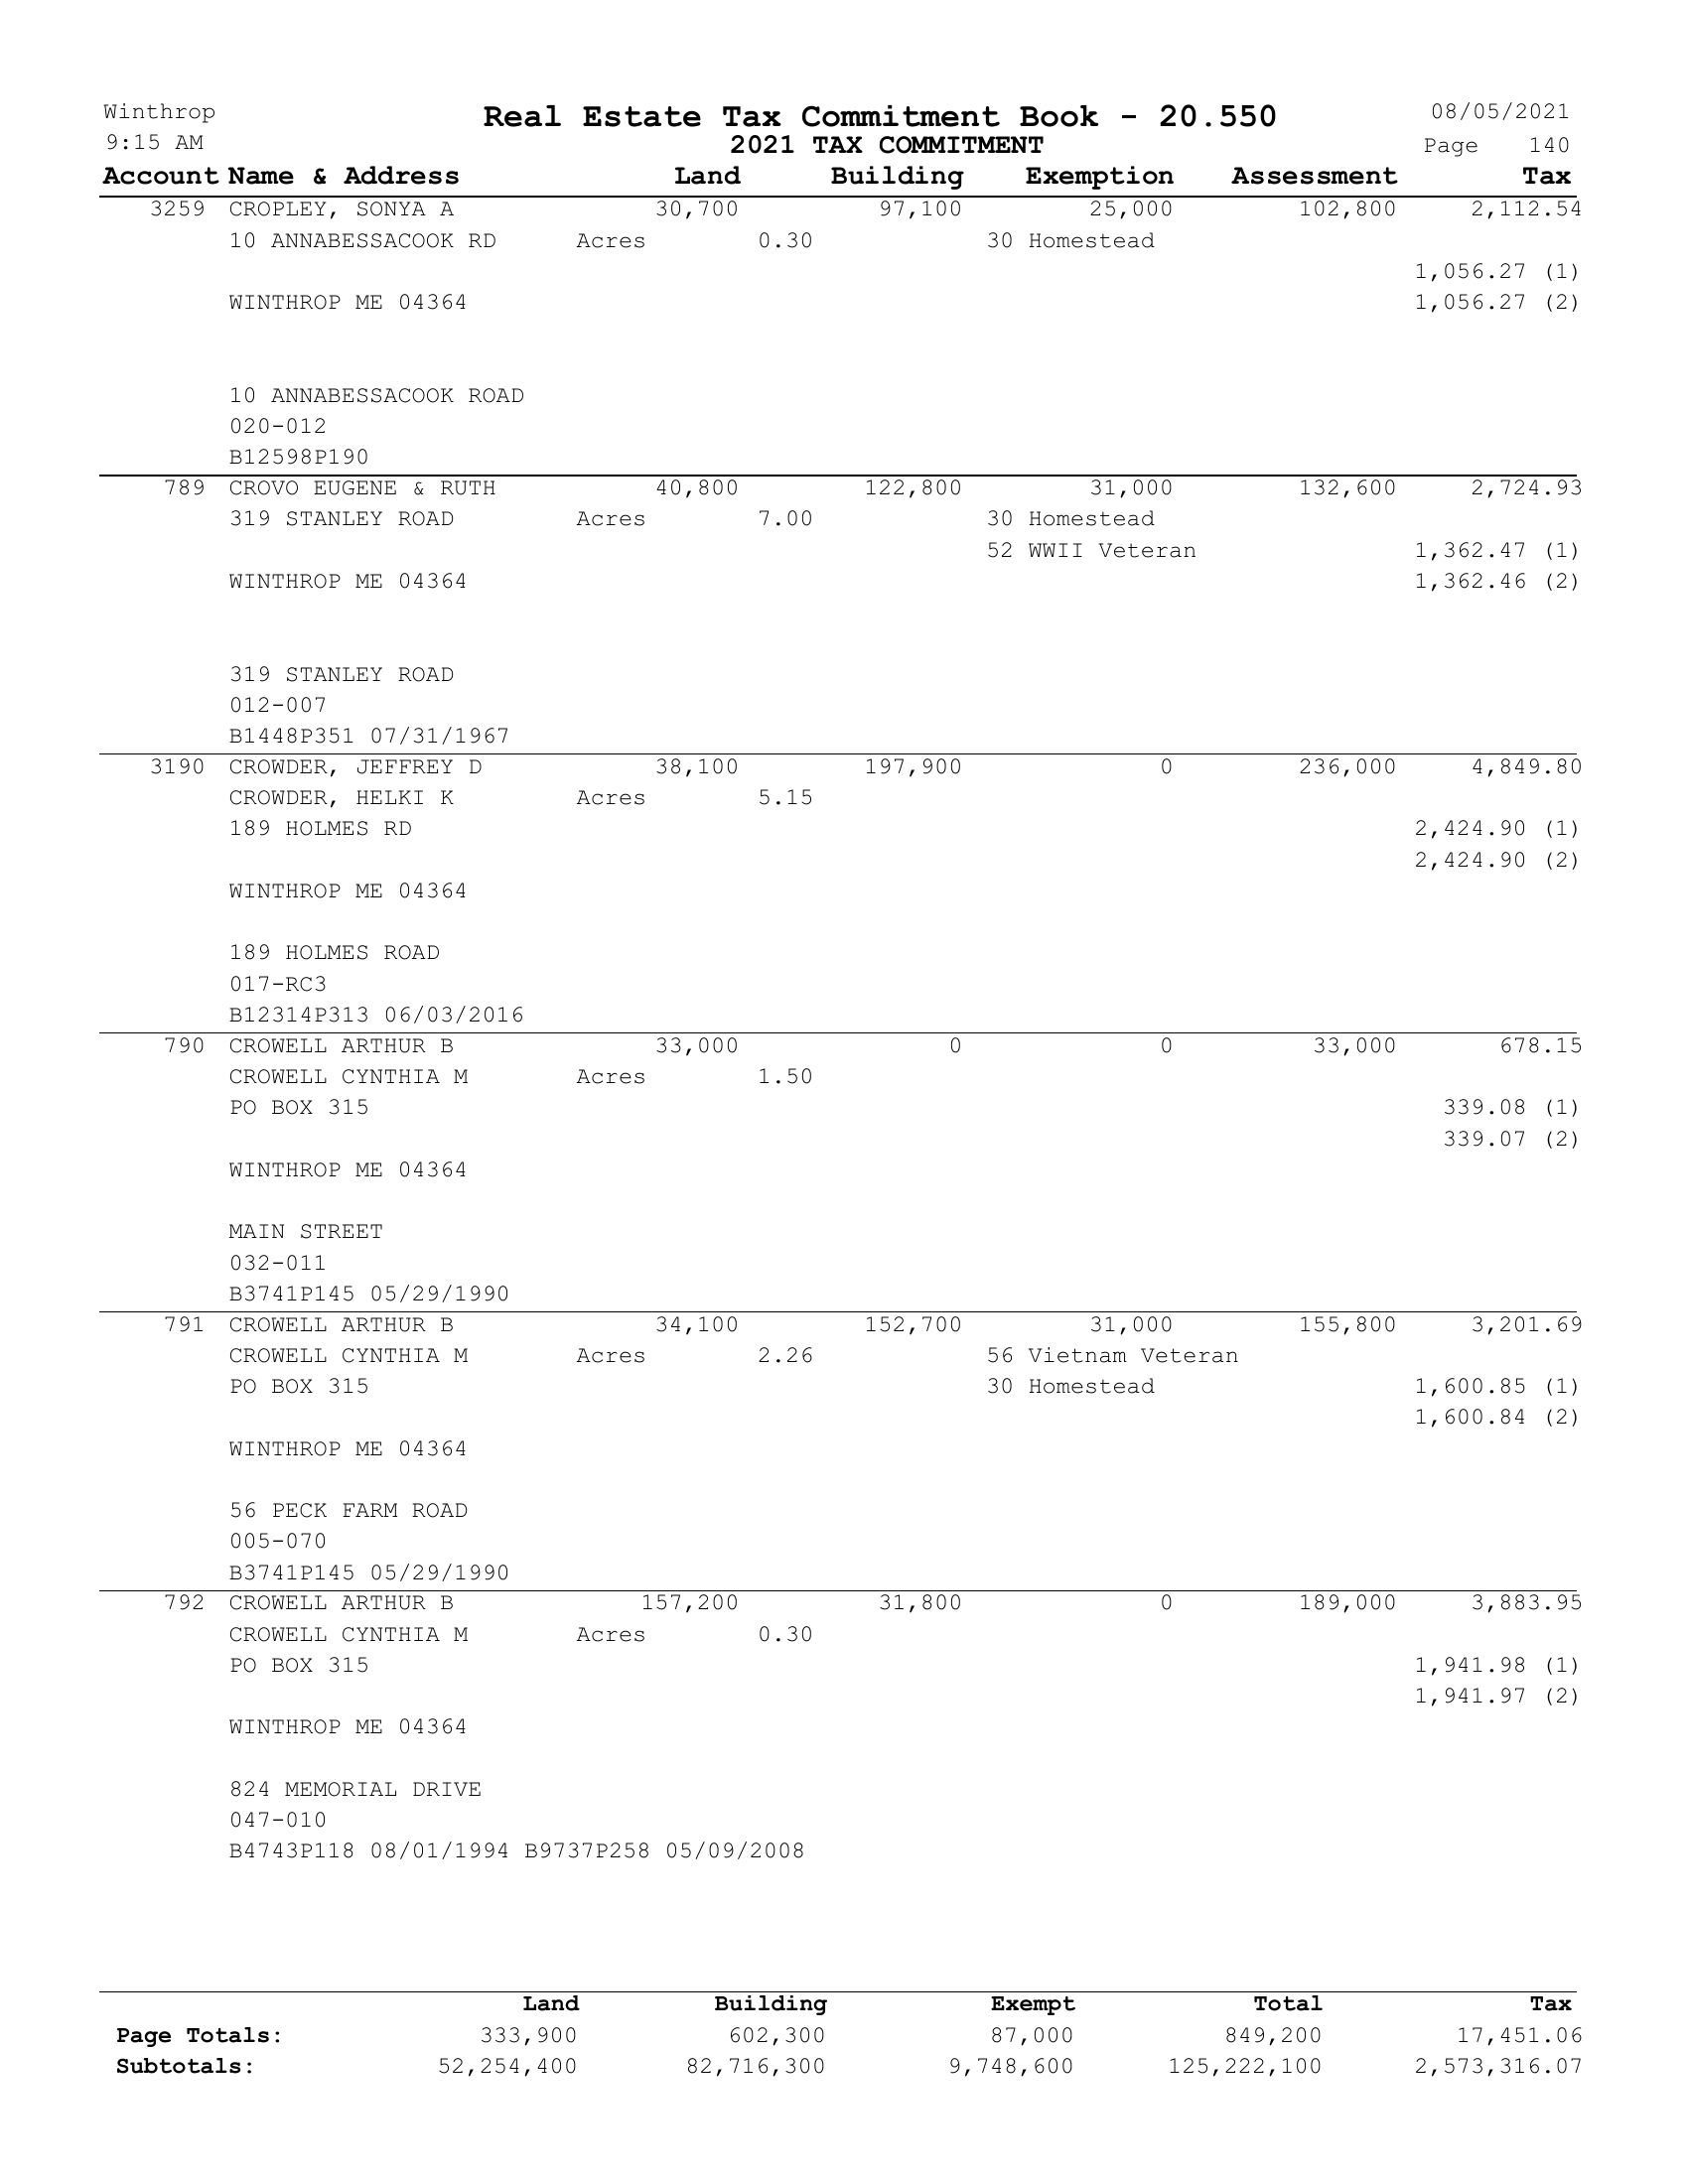 Winthrop Real Estate Tax Commitment Book - 20.550 08/05/2021
9:15 AM 2021 TAX COMMITMENT Page 140
Account Name & Address Land Building Exemption Assessment Tax
3259 CROPLEY, SONYA A 30,700 97,100 25,000 102,800 2,112.54
10 ANNABESSACOOK RD Acres 0.30 30 Homestead
1,056.27 (1)
WINTHROP ME 04364 1,056.27 (2)
10 ANNABESSACOOK ROAD
020-012
B12598P190
789 CROVO EUGENE & RUTH 40,800 122,800 31,000 132,600 2,724.93
319 STANLEY ROAD Acres 7.00 30 Homestead
52 WWII Veteran 1,362.47 (1)
WINTHROP ME 04364 1,362.46 (2)
319 STANLEY ROAD
012-007
B1448P351 07/31/1967
3190 CROWDER, JEFFREY D 38,100 197,900 0 236,000 4,849.80
CROWDER, HELKI K Acres 5.15
189 HOLMES RD 2,424.90 (1)
2,424.90 (2)
WINTHROP ME 04364
189 HOLMES ROAD
017-RC3
B12314P313 06/03/2016
790 CROWELL ARTHUR B 33,000 0 0 33,000 678.15
CROWELL CYNTHIA M Acres 1.50
PO BOX 315 339.08 (1)
339.07 (2)
WINTHROP ME 04364
MAIN STREET
032-011
B3741P145 05/29/1990
791 CROWELL ARTHUR B 34,100 152,700 31,000 155,800 3,201.69
CROWELL CYNTHIA M Acres 2.26 56 Vietnam Veteran
PO BOX 315 30 Homestead 1,600.85 (1)
1,600.84 (2)
WINTHROP ME 04364
56 PECK FARM ROAD
005-070
B3741P145 05/29/1990
792 CROWELL ARTHUR B 157,200 31,800 0 189,000 3,883.95
CROWELL CYNTHIA M Acres 0.30
PO BOX 315 1,941.98 (1)
1,941.97 (2)
WINTHROP ME 04364
824 MEMORIAL DRIVE
047-010
B4743P118 08/01/1994 B9737P258 05/09/2008
Land Building Exempt Total Tax
Page Totals: 333,900 602,300 87,000 849,200 17,451.06
Subtotals: 52,254,400 82,716,300 9,748,600 125,222,100 2,573,316.07